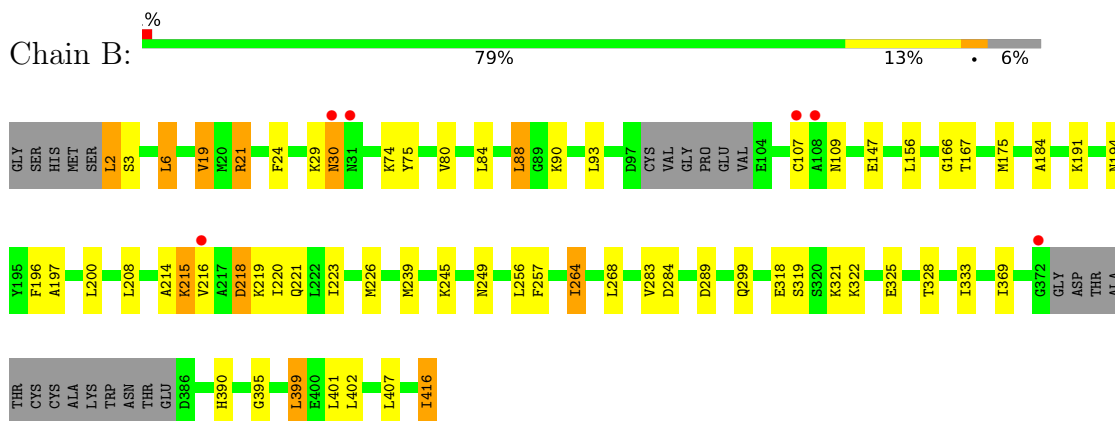 .%
Chain B:
79% 13% • 6%
GLY SER HIS MET SER L2 S3 L6 V19 M20 R21 F24 K29 N30 N31 K74 Y75 V80 L84 L88 G89 K90 L93 D97 CYS VAL GLY PRO GLU VAL E104 C107 A108 N109 E147 L156 G166 T167 M175 A184 K191 N194
Y195 F196 A197 L200 L208 A214 K215 V216 A217 D218 K219 I220 Q221 L222 I223 M226 M239 K245 N249 L256 F257 I264 L268 V283 D284 D289 Q299 E318 S319 S320 K321 K322 E325 T328 I333 I369 G372 GLY ASP THR ALA
THR CYS CYS ALA LYS TRP ASN THR GLU D386 H390 G395 L399 E400 L401 L402 L407 I416